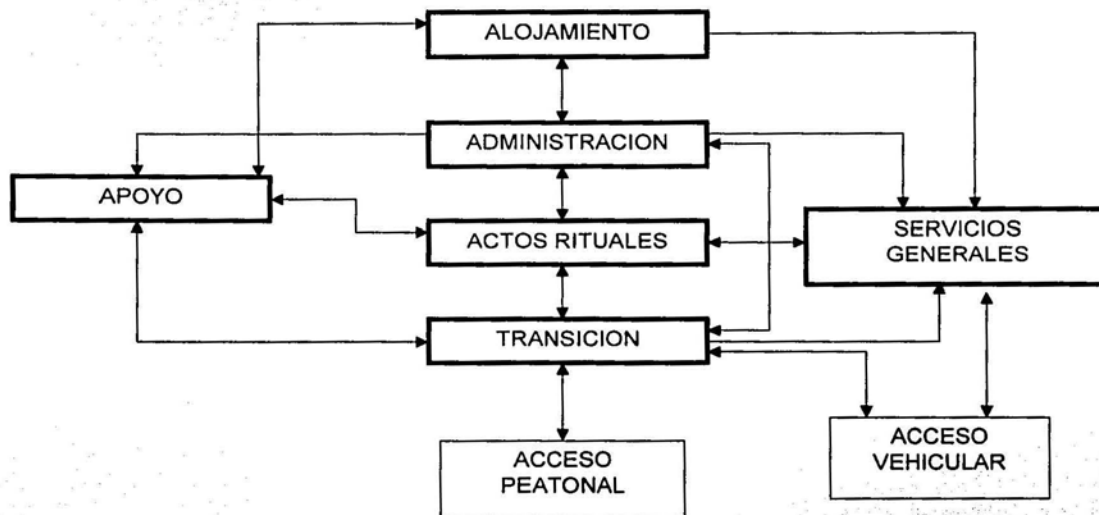 ALOJAMIENTO
ADMINISTRACION
APOYO
ACTOS RITUALES
SERVICIOS
GENERALES
TRANSICION
ACCESO
PEATONAL
ACCESO
VEHICULAR